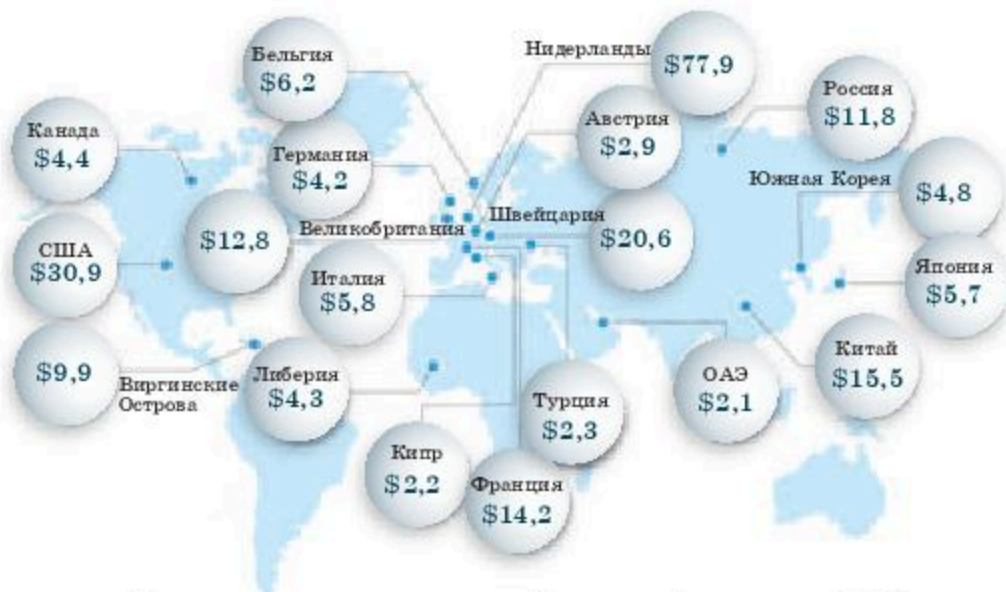 Бельгия
$6,2
Нидерланды
$77,9
Россия
$11,8
Канада
$4,4
Германия
$4,2
Австрия
$2,9
Южная Корея
$4,8
США
$30,9
$12,8
Великобритания
Швейцария
$20,6
Италия
$5,8
Япония
$5,7
$9,9
Виргинские
Острова
Либерия
$4,3
Турция
$2,3
ОАЭ
$2,1
Китай
$15,5
Кипр
$2,2
Франция
$14,2